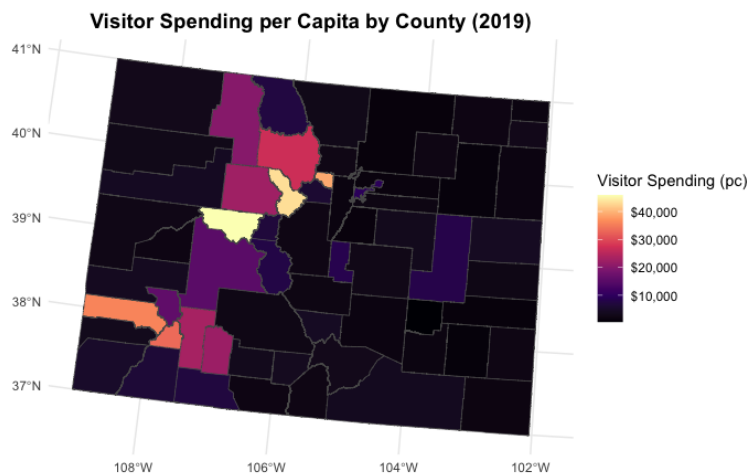 Visitor Spending per Capita by County (2019)
41°N
40°N
39°N
38°N
37°N
108°W
106°W
104°W
102°W
Visitor Spending (pc)
$40,000
$30,000
$20,000
$10,000